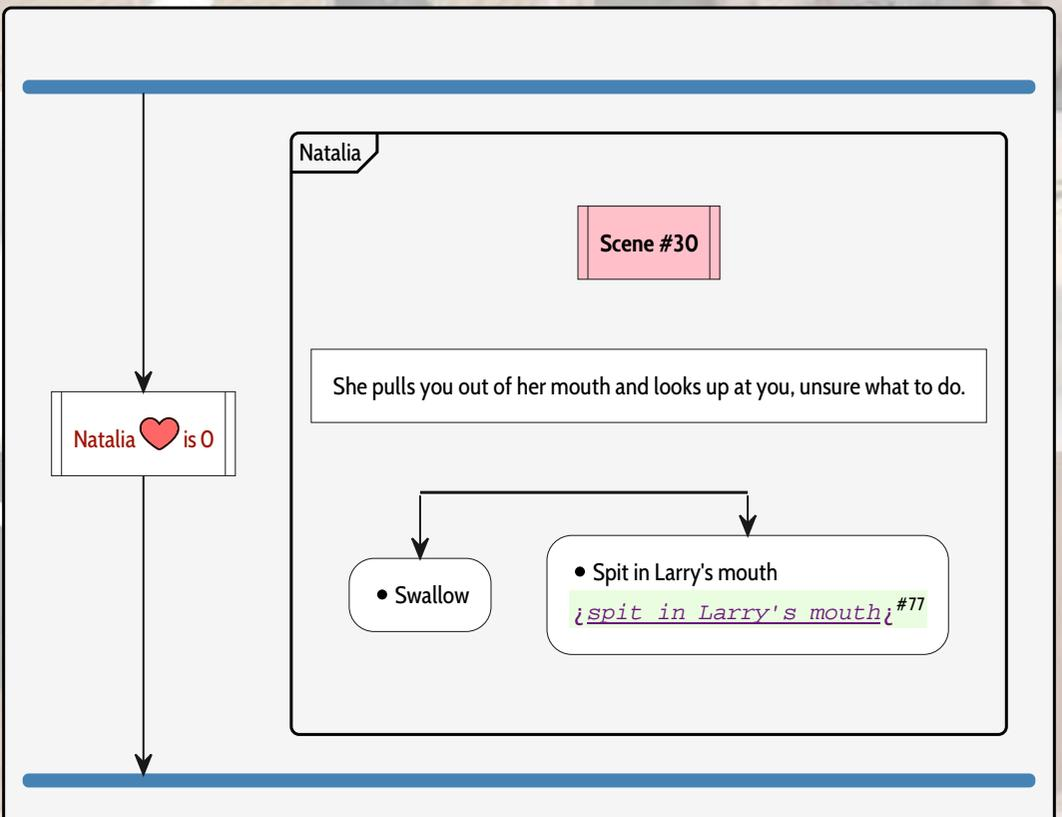 Natalia
Scene #30
She pulls you out of her mouth and looks up at you, unsure what to do.
Natalia is 0
• Swallow
• Spit in Larry's mouth
¿spit in Larry's mouth¿#77